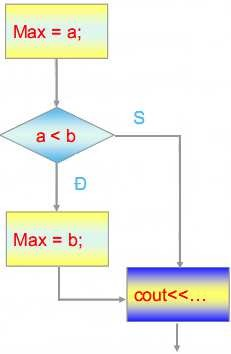 Max = a;
S
a < b
Đ
Max = b;
cout<<...